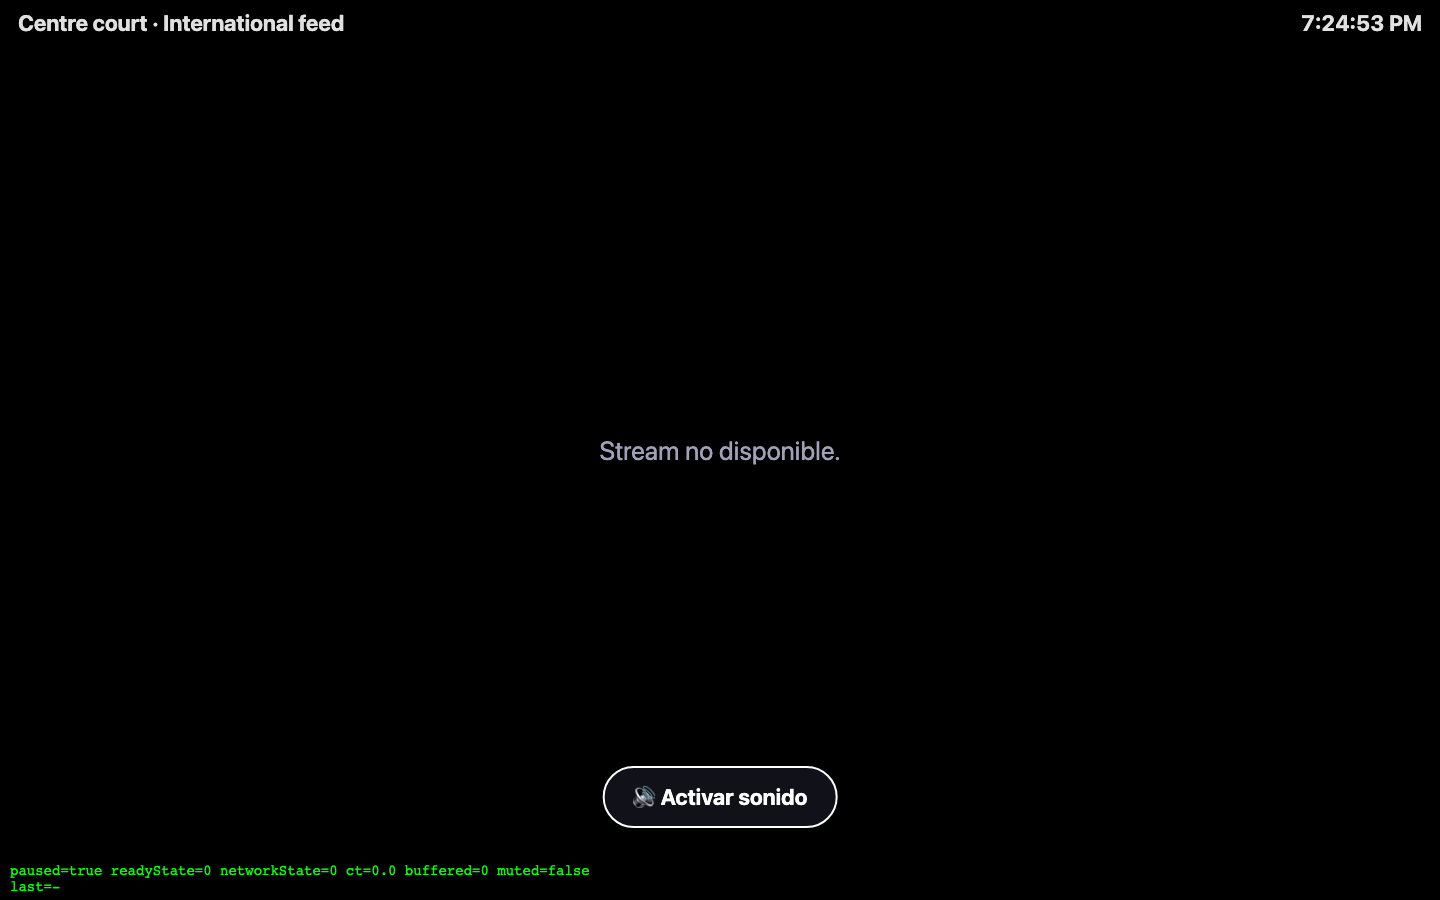 Centre court · International feed
7:24:53 PM
Stream no disponible.
🔊 Activar sonido
paused=true readyState=0 networkState=0 ct=0.0 buffered=0 muted=false
last=-